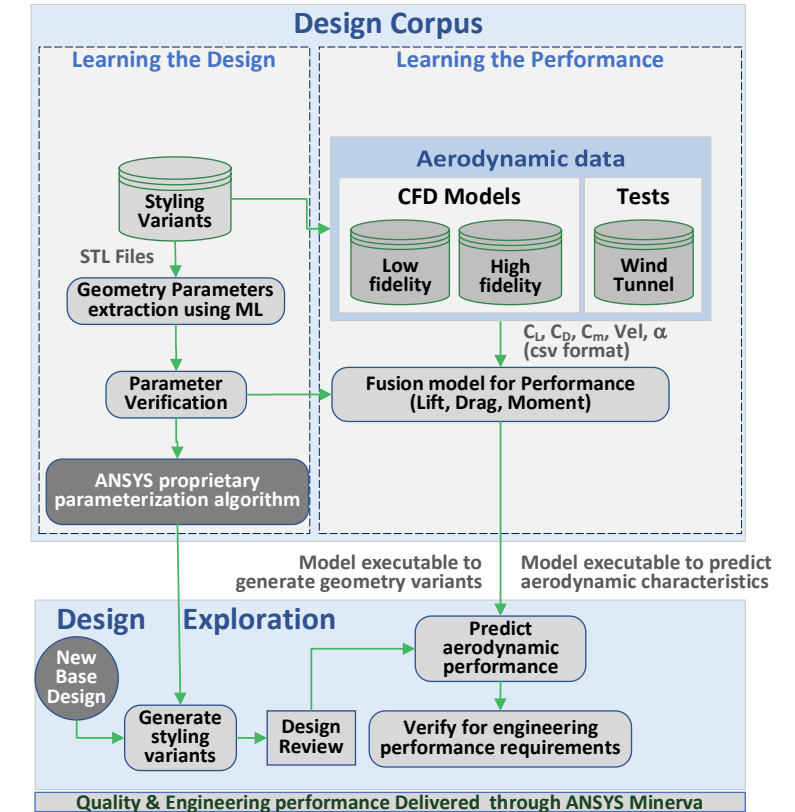 Design Corpus
Learning the Design
Learning the Performance
Styling
Variants
STL Files
Geometry Parameters
extraction using ML
Parameter
Verification
ANSYS proprietary
parameterization algorithm
Aerodynamic data
CFD Models
Tests
Low
fidelity
High
fidelity
Wind
Tunnel
C_L, C_D, C_m, Vel, α
(csv format)
Fusion model for Performance
(Lift, Drag, Moment)
Model executable to
generate geometry variants
Model executable to predict
aerodynamic characteristics
Design Exploration
New
Base
Design
Generate
styling
variants
Design
Review
Predict
aerodynamic
performance
Verify for engineering
performance requirements
Quality & Engineering performance Delivered through ANSYS Minerva